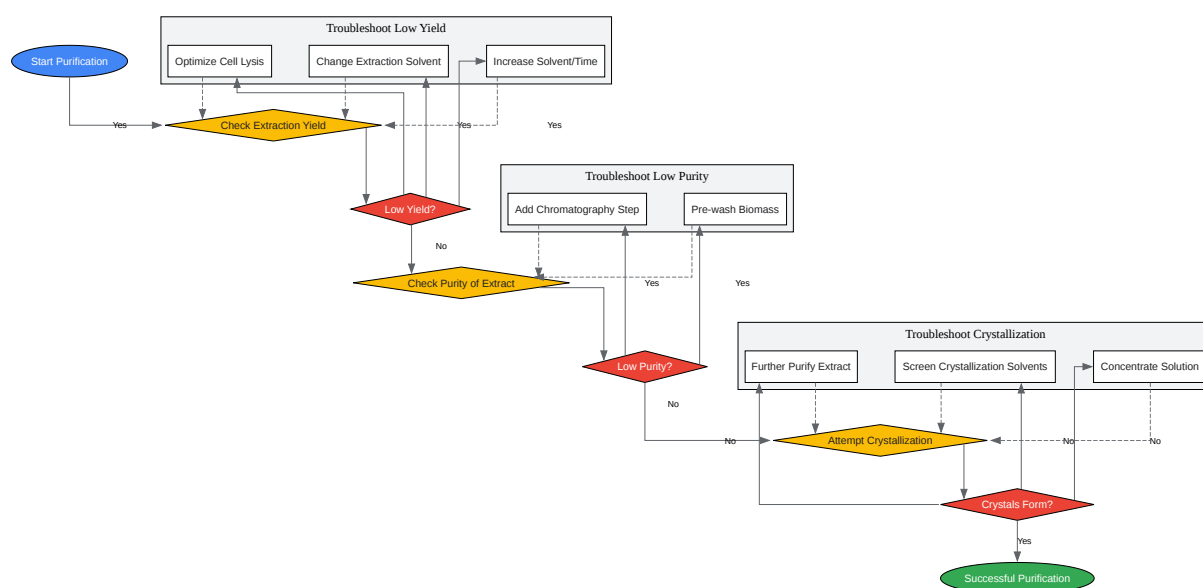 Troubleshoot Low Yield
Start Purification
Optimize Cell Lysis
Change Extraction Solvent
Increase Solvent/Time
Yes
Check Extraction Yield
Yes
Yes
Troubleshoot Low Purity
Low Yield?
Add Chromatography Step
Pre-wash Biomass
No
Check Purity of Extract
Yes
Yes
Troubleshoot Crystallization
Low Purity?
Further Purify Extract
Screen Crystallization Solvents
Concentrate Solution
No
No
Attempt Crystallization
No
No
Crystals Form?
Yes
Successful Purification